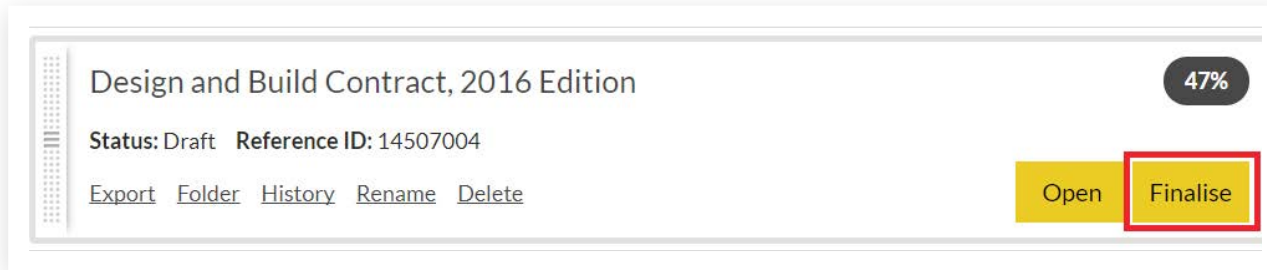 Design and Build Contract, 2016 Edition
47%
Status: Draft Reference ID: 14507004
Export Folder History Rename Delete
Open Finalise